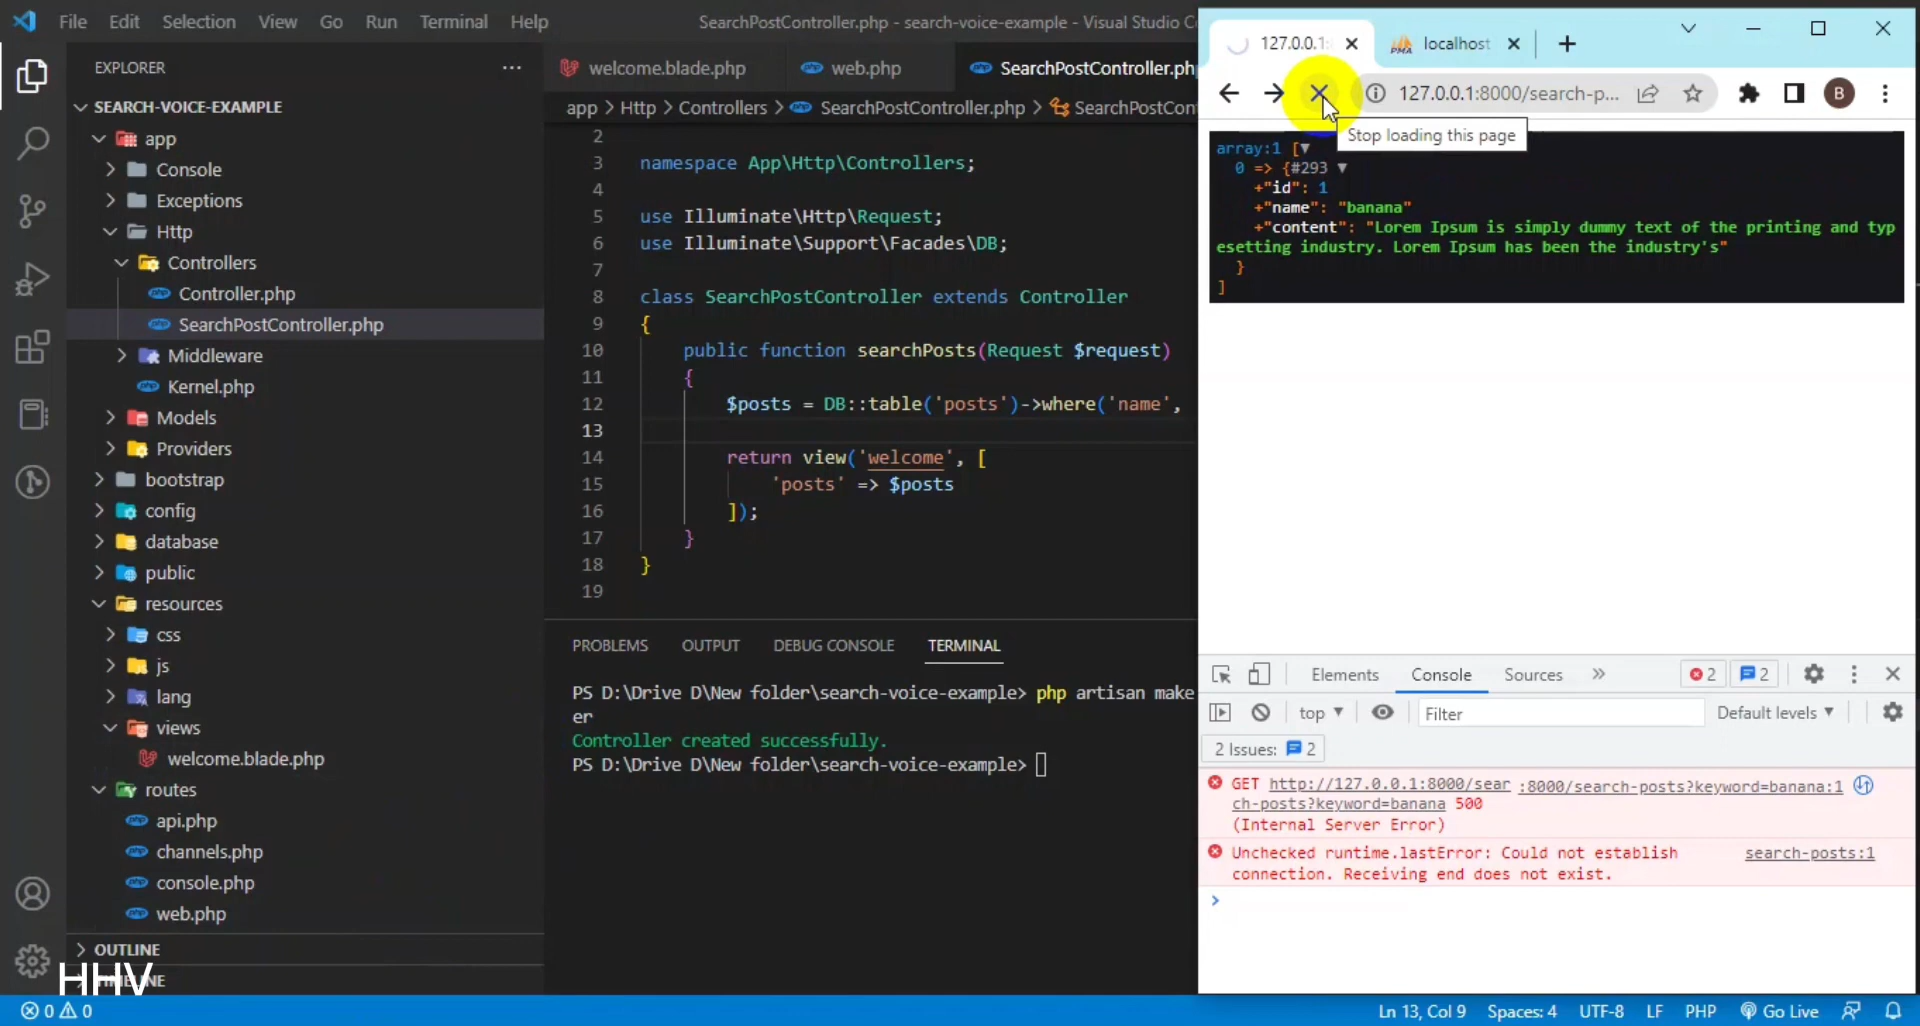 File Edit Selection View Go Run Terminal Help
SearchPostController.php - search-voice-example - Visual Studio
EXPLORER
SEARCH-VOICE-EXAMPLE
app
Console
Exceptions
Http
Controllers
Controller.php
SearchPostController.php
Middleware
Kernel.php
Models
Providers
bootstrap
config
database
public
resources
css
js
lang
views
welcome.blade.php
routes
api.php
channels.php
console.php
web.php
OUTLINE
HHV
welcome.blade.php web.php SearchPostController.ph
app > Http > Controllers > SearchPostController.php > SearchPostCon
2
3 namespace App\Http\Controllers;
4
5 use Illuminate\Http\Request;
6 use Illuminate\Support\Facades\DB;
7
8 class SearchPostController extends Controller
9 {
10 public function searchPosts(Request $request)
11 {
12 $posts = DB::table('posts')->where('name',
13
14 return view('welcome', [
15 'posts' => $posts
16 ]);
17 }
18 }
19
PROBLEMS OUTPUT DEBUG CONSOLE TERMINAL
PS D:\Drive D\New folder\search-voice-example> php artisan make
er
Controller created successfully.
PS D:\Drive D\New folder\search-voice-example>
127.0.0.1: localhost
PMA
127.0.0.1:8000/search-p...
B
Stop loading this page
array:1 [▼
0 => {#293 ▼
+"id": 1
+"name": "banana"
+"content": "Lorem Ipsum is simply dummy text of the printing and typ
esetting industry. Lorem Ipsum has been the industry's"
}
]
Elements Console Sources » 2 2
top ▼ Filter Default levels ▼
2 Issues: 2
GET http://127.0.0.1:8000/sear :8000/search-posts?keyword=banana:1
ch-posts?keyword=banana 500
(Internal Server Error)
Unchecked runtime.lastError: Could not establish search-posts:1
connection. Receiving end does not exist.
>
0 0
Ln 13, Col 9 Spaces: 4 UTF-8 LF PHP Go Live